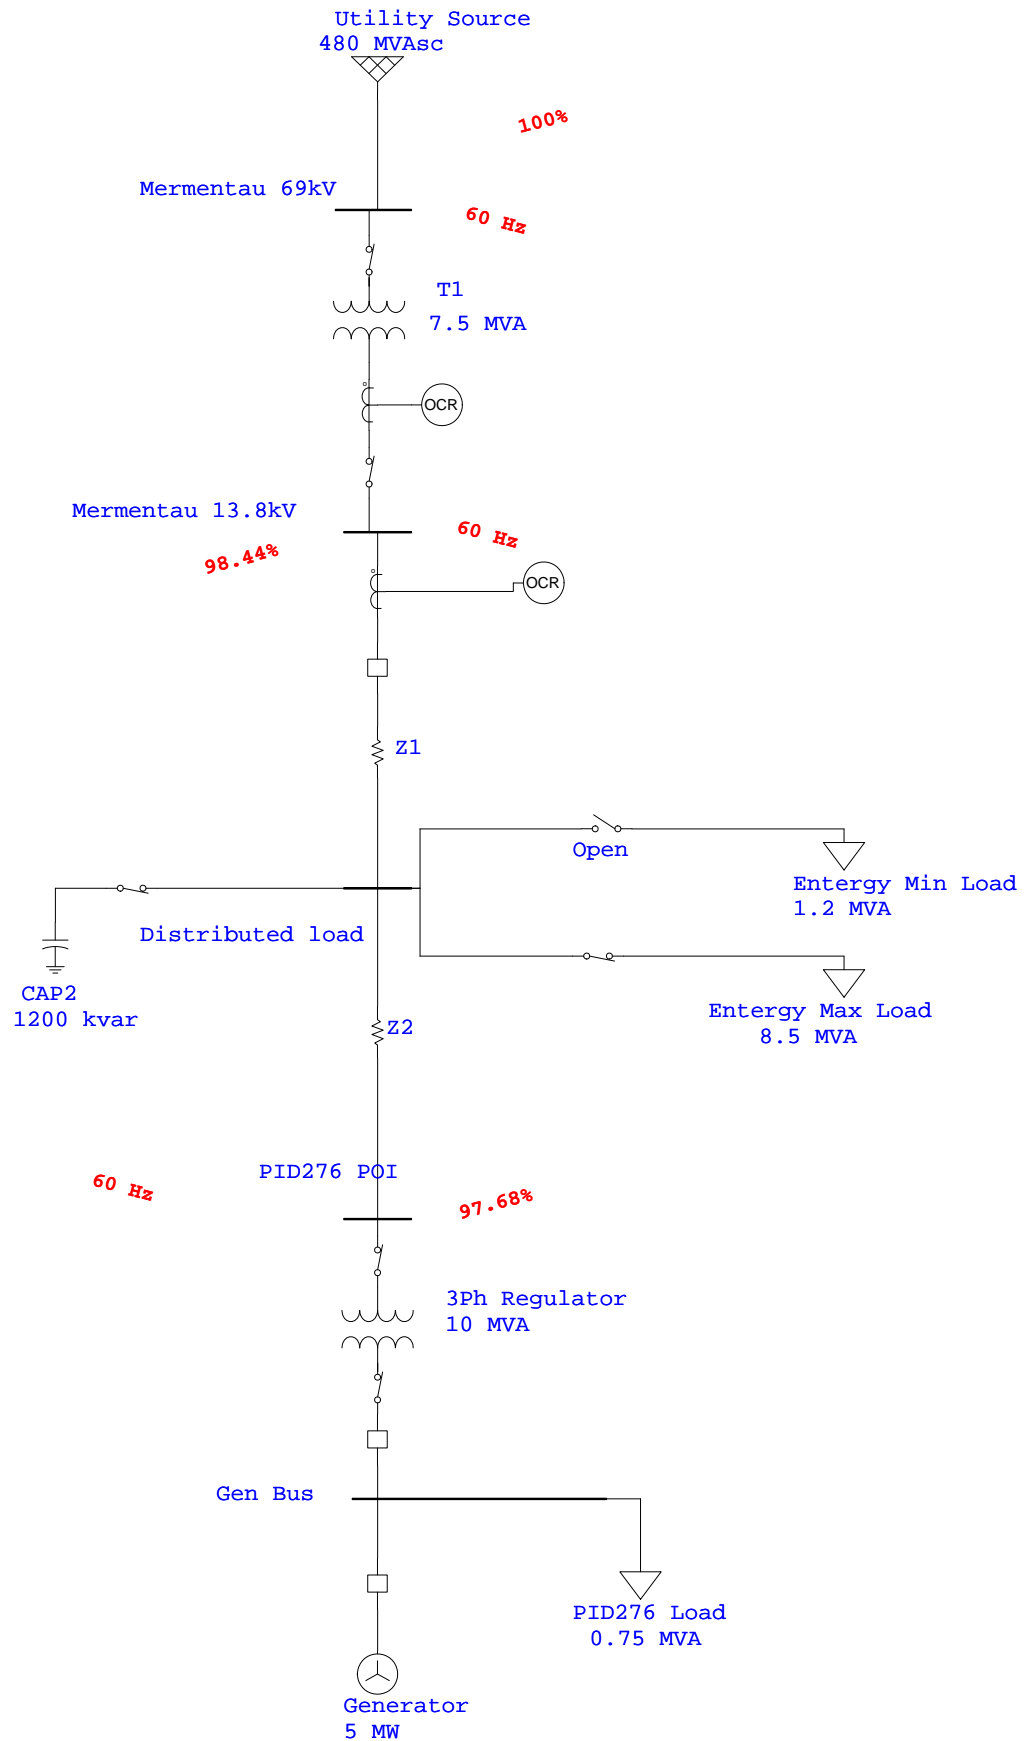 Utility Source
480 MVAsc
100%
Mermentau 69kV
60 Hz
T1
7.5 MVA
OCR
Mermentau 13.8kV
60 Hz
98.44%
OCR
Z1
Open
Entergy Min Load
1.2 MVA
Distributed load
CAP2
1200 kvar
Entergy Max Load
8.5 MVA
Z2
PID276 POI
60 Hz
97.68%
3Ph Regulator
10 MVA
Gen Bus
PID276 Load
0.75 MVA
Generator
5 MW